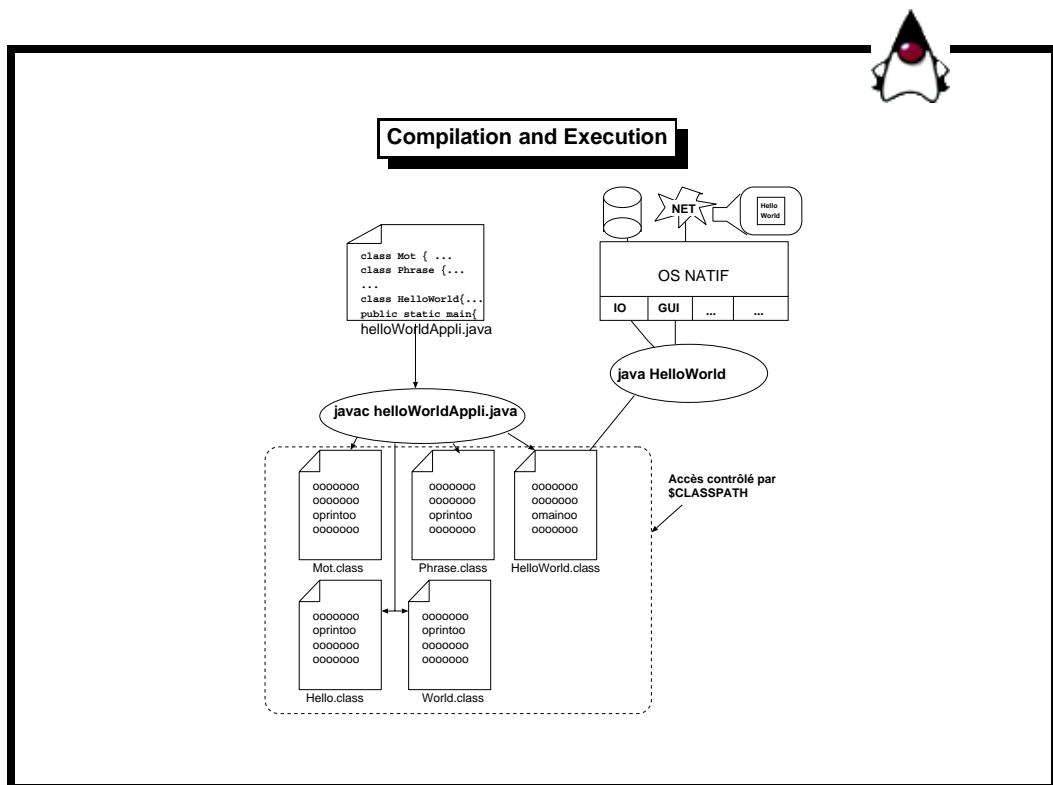 Compilation and Execution
NET
Hello
World
class Mot { ...
class Phrase {...
...
class HelloWorld{...
public static main{
helloWorldAppli.java
OS NATIF
IO GUI ... ...
java HelloWorld
javac helloWorldAppli.java
Accès contrôlé par
$CLASSPATH
ooooooo
ooooooo
oprintoo
ooooooo
Mot.class
ooooooo
ooooooo
oprintoo
ooooooo
Phrase.class
ooooooo
ooooooo
omainoo
ooooooo
HelloWorld.class
ooooooo
oprintoo
ooooooo
ooooooo
Hello.class
ooooooo
oprintoo
ooooooo
ooooooo
World.class